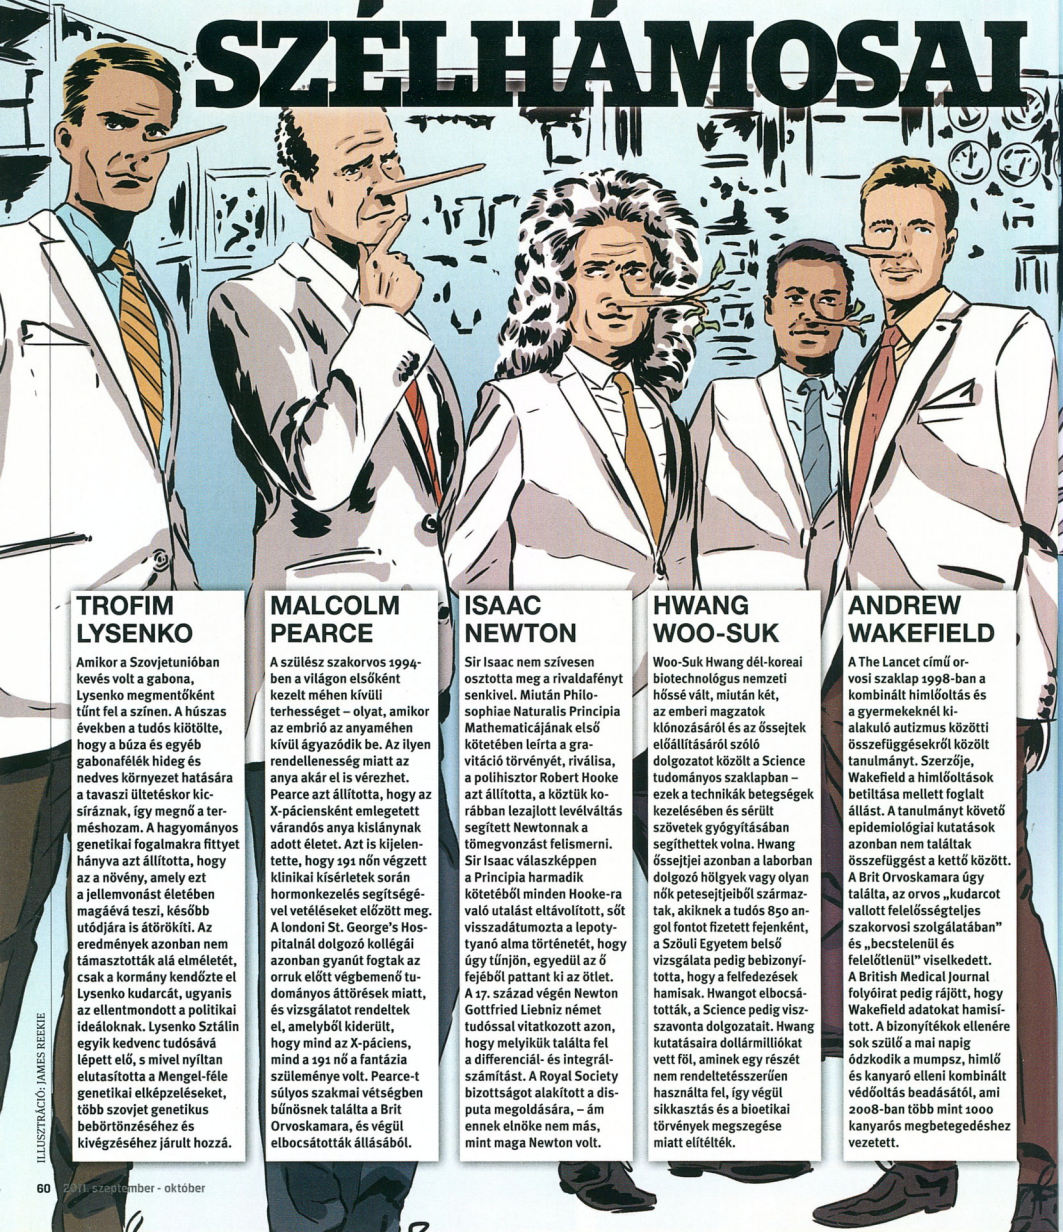 SZÉLHÁMOSAI
TROFIM
LYSENKO
Amikor a Szovjetunióban
kevés volt a gabona,
Lysenko megmentőként
tűnt fel a színen. A húszas
években a tudós kiötölte,
hogy a búza és egyéb
gabonafélék hideg és
nedves környezet hatására
a tavaszi ültetéskor kic-
síráznak, így megnő a ter-
méshozam. A hagyományos
genetikai fogalmakra fittyet
hányva azt állította, hogy
az a növény, amely ezt
a jellemvonást életében
magáévá teszi, később
utódjára is átörökíti. Az
eredmények azonban nem
támasztották alá elméletét,
csak a kormány kendőzte el
Lysenko kudarcát, ugyanis
az ellentmondott a politikai
ideáloknak. Lysenko Sztálin
egyik kedvenc tudósává
lépett elő, s mivel nyíltan
elutasította a Mengel-féle
genetikai elképzeléseket,
több szovjet genetikus
bebörtönzéséhez és
kivégzéséhez járult hozzá.
MALCOLM
PEARCE
A szülész szakorvos 1994-
ben a világon elsőként
kezelt méhen kívüli
terhességet – olyat, amikor
az embrió az anyaméhen
kívül ágyazódik be. Az ilyen
rendellenesség miatt az
anya akár el is vérezhet.
Pearce azt állította, hogy az
X-páciensként emlegetett
várandós anya kislánynak
adott életet. Azt is kijelen-
tette, hogy 191 nőn végzett
klinikai kísérletek során
hormonkezelés segítségé-
vel vetéléseket előzött meg.
A londoni St. George's Hos-
pitalnál dolgozó kollégái
azonban gyanút fogtak az
orruk előtt végbemenő tu-
dományos áttörések miatt,
és vizsgálatot rendeltek
el, amelyből kiderült,
hogy mind az X-páciens,
mind a 191 nő a fantázia
szüleménye volt. Pearce-t
súlyos szakmai vétségben
bűnösnek találta a Brit
Orvoskamara, és végül
elbocsátották állásából.
ISAAC
NEWTON
Sir Isaac nem szívesen
osztotta meg a rivaldafényt
senkivel. Miután Philo-
sophiae Naturalis Principia
Mathematicájának első
kötetében leírta a gra-
vitáció törvényét, riválisa,
a polihisztor Robert Hooke
azt állította, a köztük ko-
rábban lezajlott levélváltás
segített Newtonnak a
tömegvonzást felismerni.
Sir Isaac válaszképpen
a Principia harmadik
kötetéből minden Hooke-ra
való utalást eltávolított, sőt
visszadátumozta a lepoty-
tyanó alma történetét, hogy
úgy tűnjön, egyedül az ő
fejéből pattant ki az ötlet.
A 17. század végén Newton
Gottfried Liebniz német
tudóssal vitatkozott azon,
hogy melyikük találta fel
a differenciál- és integrál-
számítást. A Royal Society
bizottságot alakított a dis-
puta megoldására, – ám
ennek elnöke nem más,
mint maga Newton volt.
HWANG
WOO-SUK
Woo-Suk Hwang dél-koreai
biotechnológus nemzeti
hőssé vált, miután két,
az emberi magzatok
klónozásáról és az őssejtek
előállításáról szóló
dolgozatot közölt a Science
tudományos szaklapban –
ezek a technikák betegségek
kezelésében és sérült
szövetek gyógyításában
segíthettek volna. Hwang
őssejtjei azonban a laborban
dolgozó hölgyek vagy olyan
nők petesejtjeiből származ-
tak, akiknek a tudós 850 an-
gol fontot fizetett fejenként,
a Szöuli Egyetem belső
vizsgálata pedig bebizonyí-
totta, hogy a felfedezések
hamisak. Hwangot elbocsá-
tották, a Science pedig visz-
szavonta dolgozatait. Hwang
kutatásaira dollármilliókat
vett föl, aminek egy részét
nem rendeltetésszerűen
használta fel, így végül
sikkasztás és a bioetikai
törvények megszegése
miatt elítélték.
ANDREW
WAKEFIELD
A The Lancet című or-
vosi szaklap 1998-ban a
kombinált himlőoltás és
a gyermekeknél ki-
alakuló autizmus közötti
összefüggésekről közölt
tanulmányt. Szerzője,
Wakefield a himlőoltások
betiltása mellett foglalt
állást. A tanulmányt követő
epidemiológiai kutatások
azonban nem találtak
összefüggést a kettő között.
A Brit Orvoskamara úgy
találta, az orvos „kudarcot
vallott felelősségteljes
szakorvosi szolgálatában”
és „becstelenül és
felelőtlenül” viselkedett.
A British Medical Journal
folyóirat pedig rájött, hogy
Wakefield adatokat hamisí-
tott. A bizonyítékok ellenére
sok szülő a mai napig
ódzkodik a mumpsz, himlő
és kanyaró elleni kombinált
védőoltás beadásától, ami
2008-ban több mint 1000
kanyarós megbetegedéshez
vezetett.
ILLUSZTRÁCIÓ: JAMES REEKIE
60 2011. szeptember - október